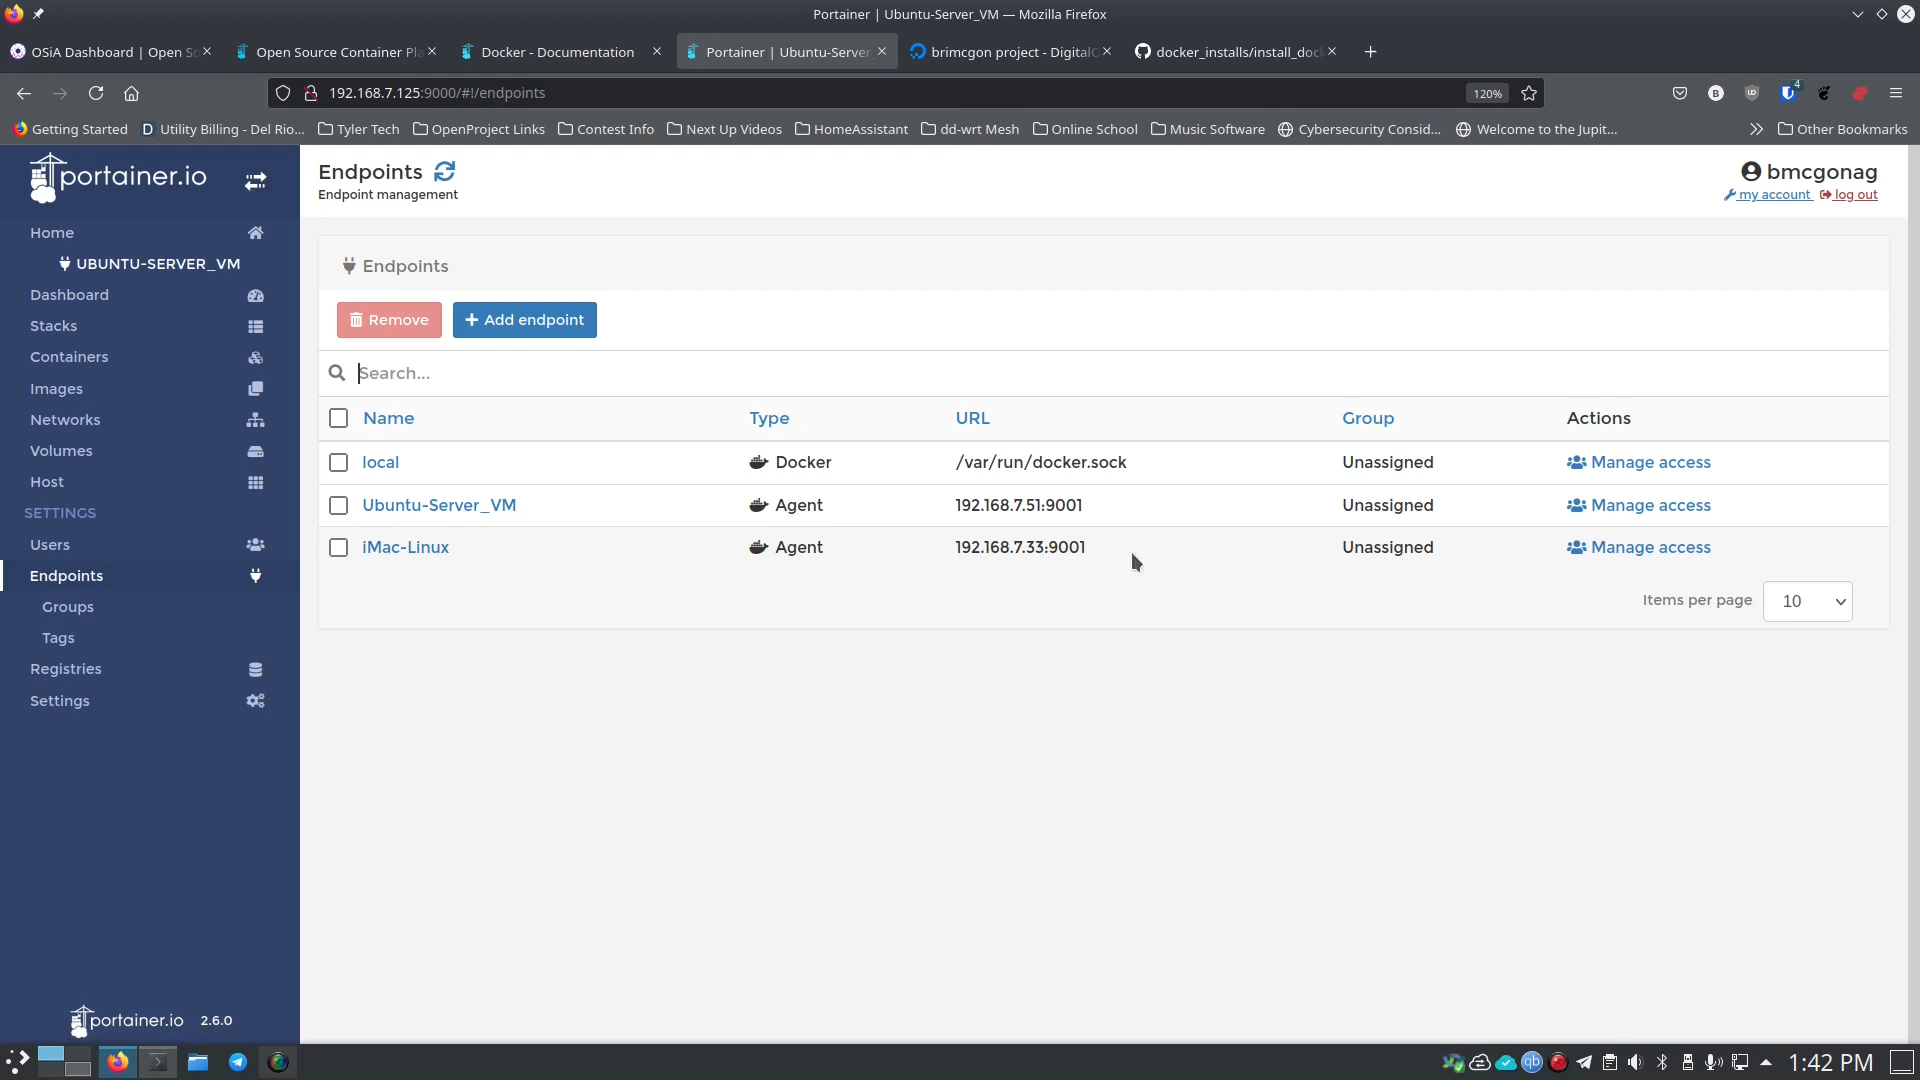 Portainer | Ubuntu-Server_VM — Mozilla Firefox
OSiA Dashboard | Open So
Open Source Container Pla
Docker - Documentation
Portainer | Ubuntu-Server
brimcgon project - DigitalO
docker_installs/install_dock
192.168.7.125:9000/#!/endpoints
120%
4
Getting Started
Utility Billing - Del Rio...
Tyler Tech
OpenProject Links
Contest Info
Next Up Videos
HomeAssistant
dd-wrt Mesh
Online School
Music Software
Cybersecurity Consid...
Welcome to the Jupit...
Other Bookmarks
portainer.io
Home
UBUNTU-SERVER_VM
Dashboard
Stacks
Containers
Images
Networks
Volumes
Host
SETTINGS
Users
Endpoints
Groups
Tags
Registries
Settings
portainer.io 2.6.0
Endpoints
Endpoint management
bmcgonag
my account log out
Endpoints
Remove
Add endpoint
Search...
Name Type URL Group Actions
local Docker /var/run/docker.sock Unassigned Manage access
Ubuntu-Server_VM Agent 192.168.7.51:9001 Unassigned Manage access
iMac-Linux Agent 192.168.7.33:9001 Unassigned Manage access
Items per page 10
qb
1:42 PM